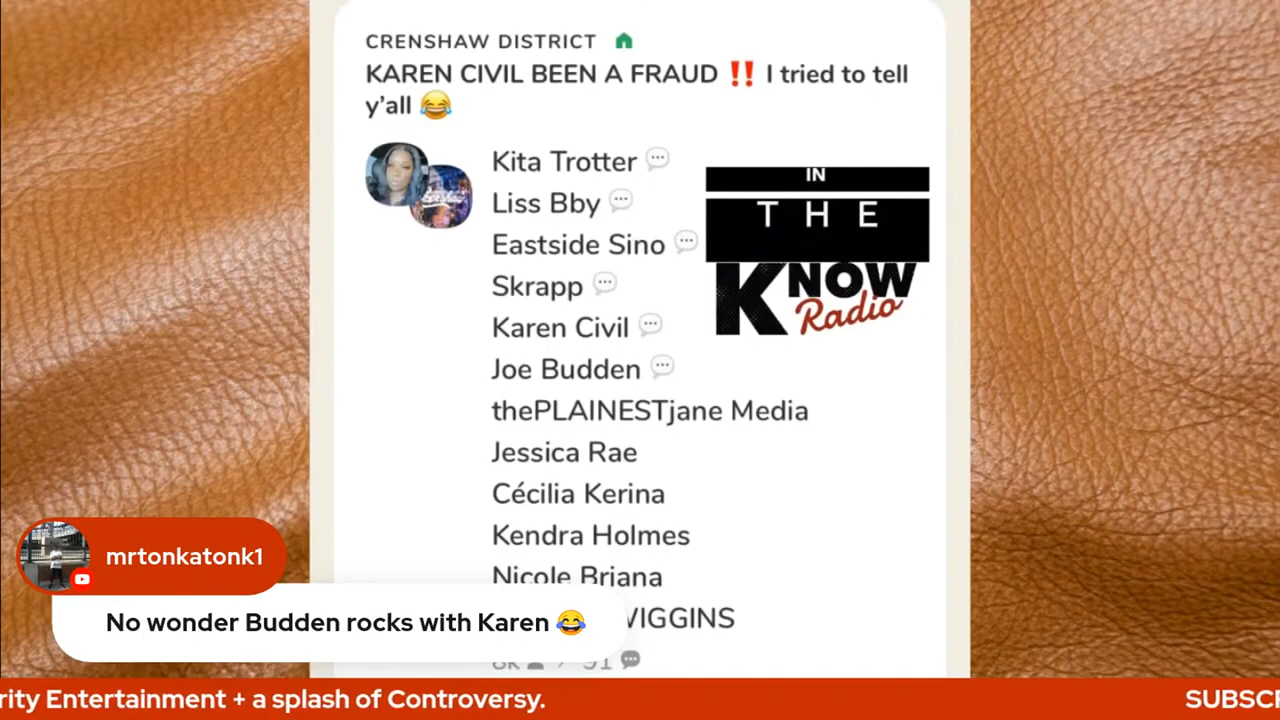 CRENSHAW DISTRICT
KAREN CIVIL BEEN A FRAUD ‼️ I tried to tell
y'all 😂
Kita Trotter
Liss Bby
Eastside Sino
Skrapp
Karen Civil
Joe Budden
thePLAINESTjane Media
Jessica Rae
Cécilia Kerina
Kendra Holmes
Nicole Briana
WIGGINS
IN
THE
KNOW
Radio
mrtonkatonk1
No wonder Budden rocks with Karen 😂
rity Entertainment + a splash of Controversy.
SUBSC